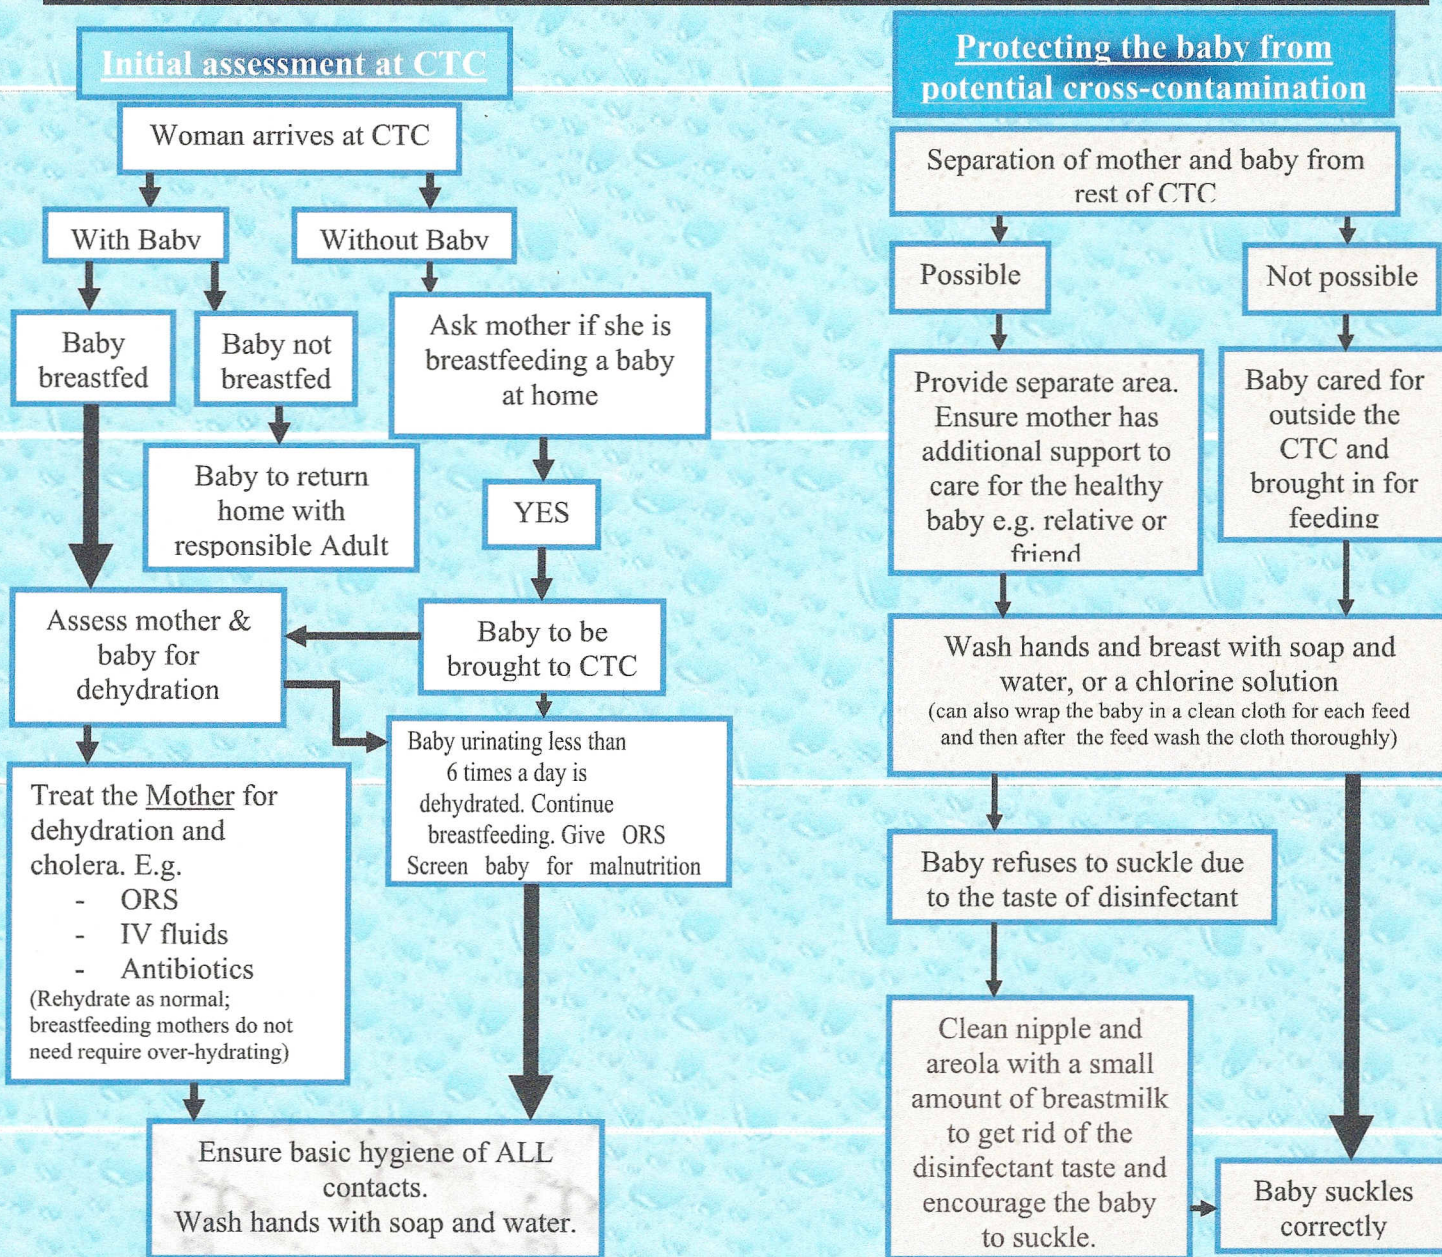 Initial assessment at CTC
Woman arrives at CTC
With Baby
Without Baby
Baby
breastfed
Baby not
breastfed
Ask mother if she is
breastfeeding a baby
at home
Baby to return
home with
responsible Adult
YES
Assess mother &
baby for
dehydration
Baby to be
brought to CTC
Treat the Mother for
dehydration and
cholera. E.g.
- ORS
- IV fluids
- Antibiotics
(Rehydrate as normal;
breastfeeding mothers do not
need require over-hydrating)
Baby urinating less than
6 times a day is
dehydrated. Continue
breastfeeding. Give ORS
Screen baby for malnutrition
Ensure basic hygiene of ALL
contacts.
Wash hands with soap and water.
Protecting the baby from
potential cross-contamination
Separation of mother and baby from
rest of CTC
Possible
Not possible
Provide separate area.
Ensure mother has
additional support to
care for the healthy
baby e.g. relative or
friend
Baby cared for
outside the
CTC and
brought in for
feeding
Wash hands and breast with soap and
water, or a chlorine solution
(can also wrap the baby in a clean cloth for each feed
and then after the feed wash the cloth thoroughly)
Baby refuses to suckle due
to the taste of disinfectant
Clean nipple and
areola with a small
amount of breastmilk
to get rid of the
disinfectant taste and
encourage the baby
to suckle.
Baby suckles
correctly